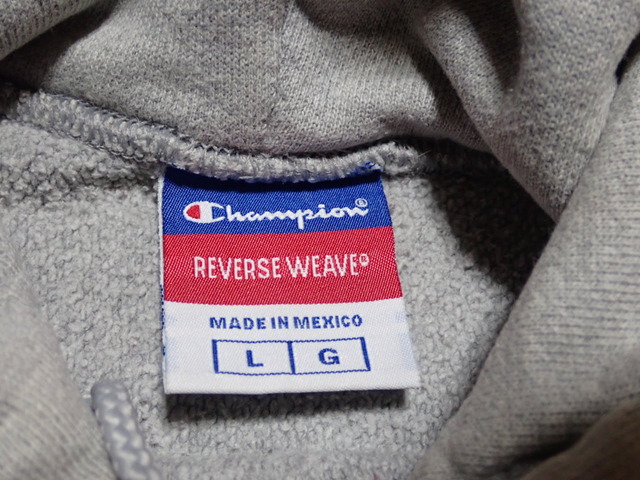 Champion®
REVERSE WEAVE®
MADE IN MEXICO
L G